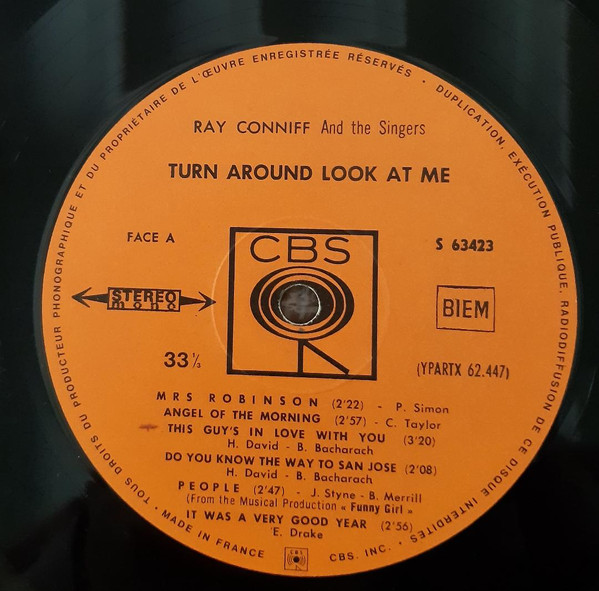 TOUS DROITS DU PRODUCTEUR PHONOGRAPHIQUE ET DU PROPRIÉTAIRE DE L'ŒUVRE ENREGISTRÉE RÉSERVÉS • DUPLICATION, EXÉCUTION PUBLIQUE, RADIODIFFUSION DE CE DISQUE INTERDITES •
RAY CONNIFF And the Singers
TURN AROUND LOOK AT ME
FACE A
CBS
S 63423
STEREO
mono
BIEM
33 ⅓
(YPARTX 62.447)
MRS ROBINSON (2'22) - P. Simon
ANGEL OF THE MORNING (2'57) - C. Taylor
THIS GUY'S IN LOVE WITH YOU (3'20)
H. David - B. Bacharach
DO YOU KNOW THE WAY TO SAN JOSE (2'08)
H. David - B. Bacharach
PEOPLE (2'47) - J. Styne - B. Merrill
(From the Musical Production « Funny Girl »
IT WAS A VERY GOOD YEAR (2'56)
E. Drake
• MADE IN FRANCE
CBS
CBS. INC. •